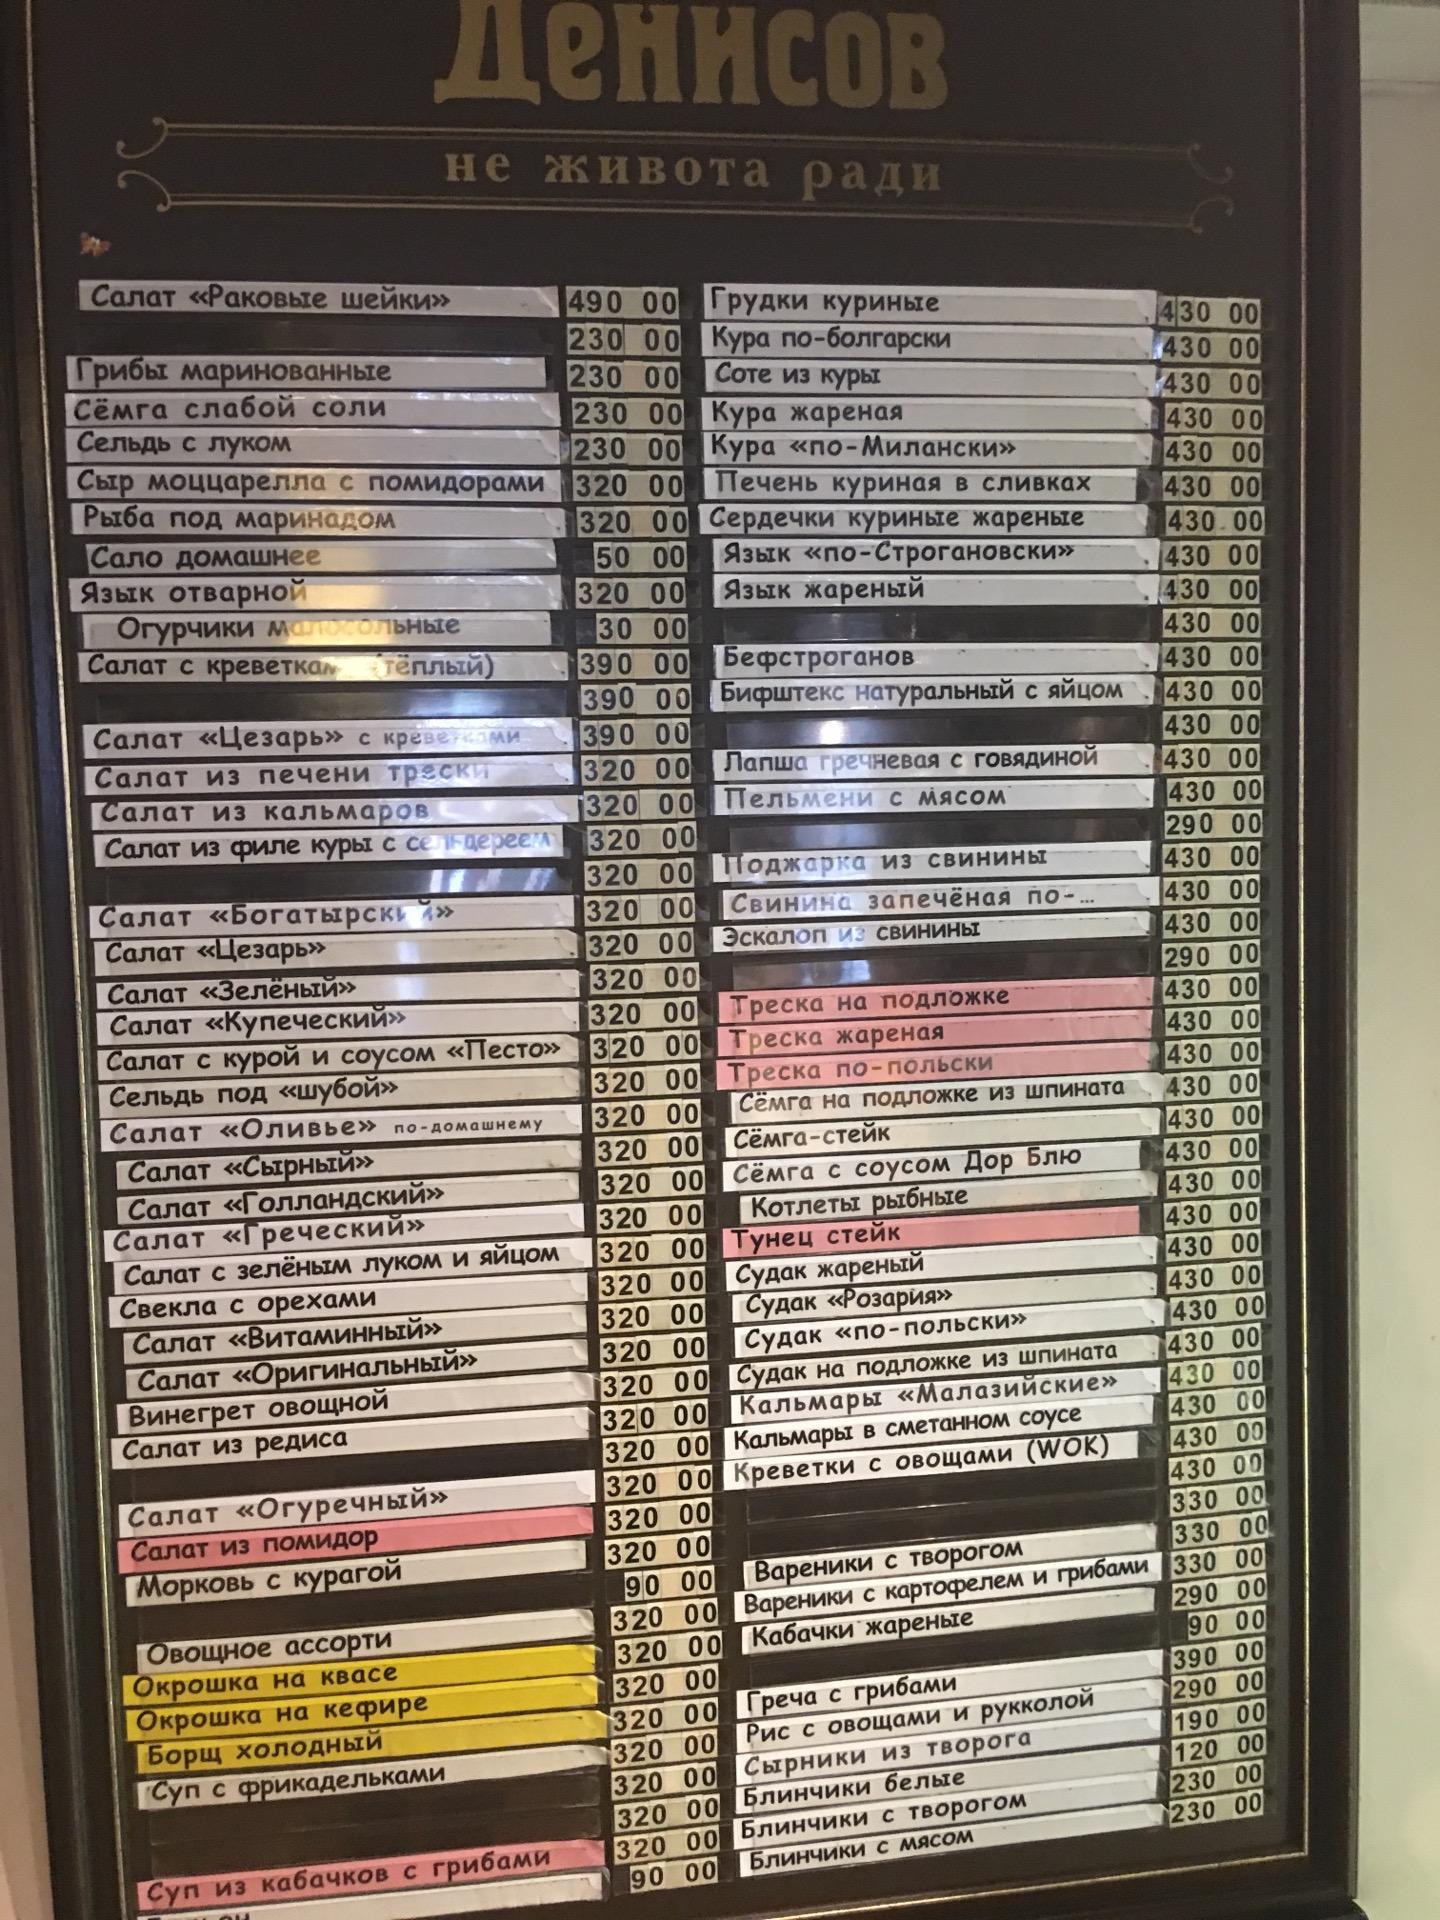 Денисов
не живота ради
Салат «Раковые шейки» 490 00
230 00
Грибы маринованные 230 00
Сёмга слабой соли 230 00
Сельдь с луком 230 00
Сыр моццарелла с помидорами 320 00
Рыба под маринадом 320 00
Сало домашнее 50 00
Язык отварной 320 00
Огурчики малосольные 30 00
Салат с креветками (тёплый) 390 00
390 00
Салат «Цезарь» с креветками 390 00
Салат из печени трески 320 00
Салат из кальмаров 320 00
Салат из филе куры с сельдереем 320 00
320 00
Салат «Богатырский» 320 00
Салат «Цезарь» 320 00
Салат «Зелёный» 320 00
Салат «Купеческий» 320 00
Салат с курой и соусом «Песто» 320 00
Сельдь под «шубой» 320 00
Салат «Оливье» по-домашнему 320 00
Салат «Сырный» 320 00
Салат «Голландский» 320 00
Салат «Греческий» 320 00
Салат с зелёным луком и яйцом 320 00
Свекла с орехами 320 00
Салат «Витаминный» 320 00
Салат «Оригинальный» 320 00
Винегрет овощной 320 00
Салат из редиса 320 00
320 00
Салат «Огуречный» 320 00
Салат из помидор 320 00
Морковь с курагой 320 00
90 00
Овощное ассорти 320 00
Окрошка на квасе 320 00
Окрошка на кефире 320 00
Борщ холодный 320 00
Суп с фрикадельками 320 00
320 00
320 00
Суп из кабачков с грибами 320 00
90 00
Грудки куриные 430 00
Кура по-болгарски 430 00
Соте из куры 430 00
Кура жареная 430 00
Кура «по-Милански» 430 00
Печень куриная в сливках 430 00
Сердечки куриные жареные 430 00
Язык «по-Строгановски» 430 00
Язык жареный 430 00
430 00
Бефстроганов 430 00
Бифштекс натуральный с яйцом 430 00
430 00
Лапша гречневая с говядиной 430 00
Пельмени с мясом 430 00
290 00
Поджарка из свинины 430 00
Свинина запечёная по-... 430 00
Эскалоп из свинины 430 00
290 00
Треска на подложке 430 00
Треска жареная 430 00
Треска по-польски 430 00
Сёмга на подложке из шпината 430 00
Сёмга-стейк 430 00
Сёмга с соусом Дор Блю 430 00
Котлеты рыбные 430 00
Тунец стейк 430 00
Судак жареный 430 00
Судак «Розария» 430 00
Судак «по-польски» 430 00
Судак на подложке из шпината 430 00
Кальмары «Малазийские» 430 00
Кальмары в сметанном соусе 430 00
Креветки с овощами (WOK) 430 00
430 00
330 00
Вареники с творогом 330 00
Вареники с картофелем и грибами 330 00
Кабачки жареные 290 00
90 00
Греча с грибами 390 00
Рис с овощами и рукколой 290 00
Сырники из творога 190 00
Блинчики белые 120 00
Блинчики с творогом 230 00
Блинчики с мясом 230 00